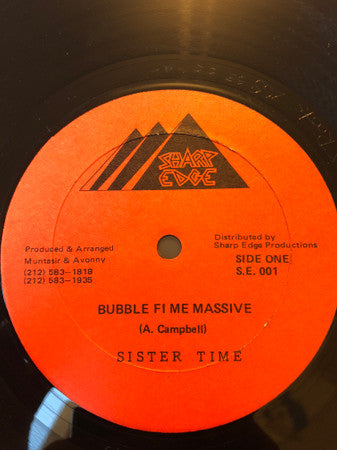 SHARP
EDGE
Produced & Arranged
Muntasir & Avonny
(212) 583-1818
(212) 583-1935
Distributed by
Sharp Edge Productions
SIDE ONE
S.E. 001
BUBBLE FI ME MASSIVE
(A. Campbell)
SISTER TIME